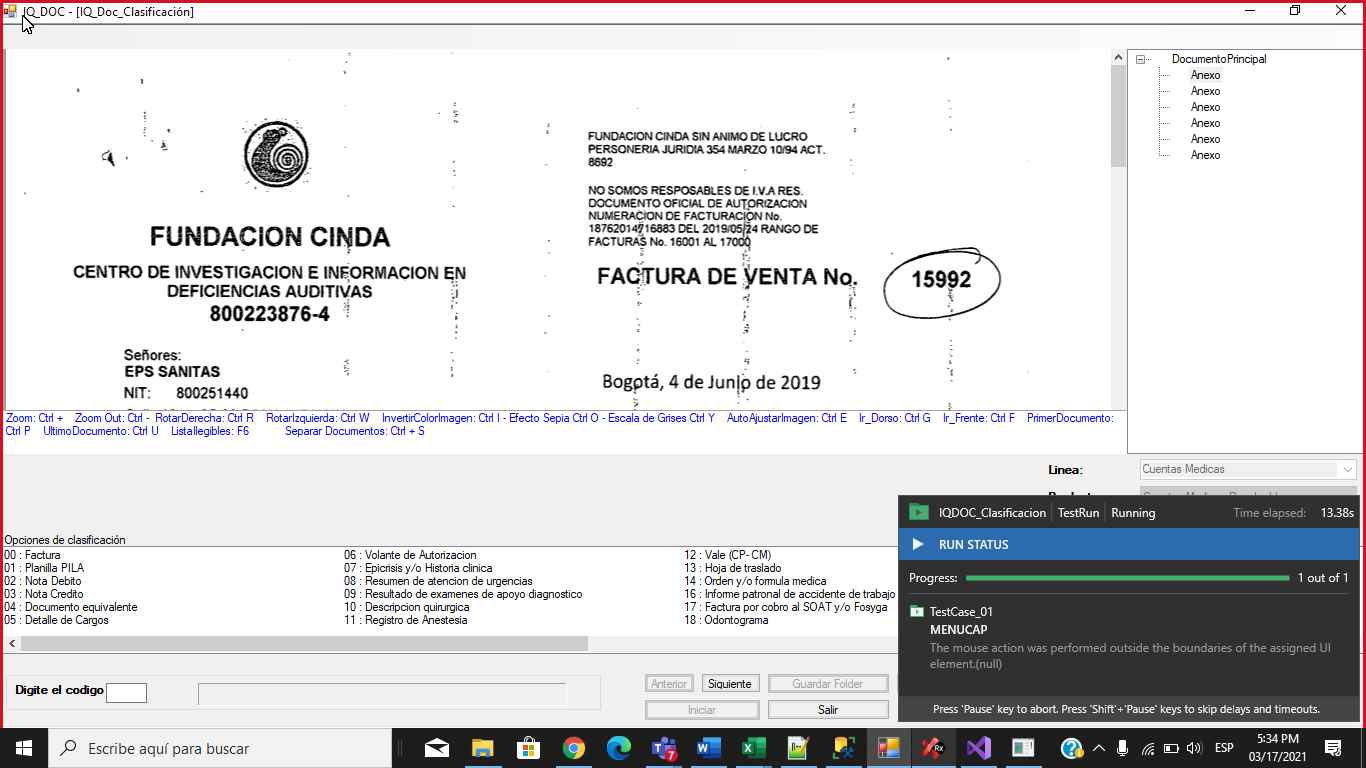 IQ_DOC - [IQ_Doc_Clasificación]
DocumentoPrincipal
Anexo
Anexo
Anexo
Anexo
Anexo
Anexo
FUNDACION CINDA
CENTRO DE INVESTIGACION E INFORMACION EN
DEFICIENCIAS AUDITIVAS
800223876-4
Señores:
EPS SANITAS
NIT: 800251440
FUNDACION CINDA SIN ANIMO DE LUCRO
PERSONERIA JURIDIA 354 MARZO 10/94 ACT.
8692
NO SOMOS RESPOSABLES DE I.V.A RES.
DOCUMENTO OFICIAL DE AUTORIZACION
NUMERACION DE FACTURACION No.
18762014716883 DEL 2019/05/24 RANGO DE
FACTURAS No. 16001 AL 17000
FACTURA DE VENTA No. 15992
Bogotá, 4 de Junio de 2019
Zoom: Ctrl + Zoom Out: Ctrl - RotarDerecha: Ctrl R RotarIzquierda: Ctrl W InvertirColorImagen: Ctrl I - Efecto Sepia Ctrl O - Escala de Grises Ctrl Y AutoAjustarImagen: Ctrl E Ir_Dorso: Ctrl G Ir_Frente: Ctrl F PrimerDocumento:
Ctrl P UltimoDocumento: Ctrl U ListaIlegibles: F6 Separar Documentos: Ctrl + S
Linea: Cuentas Medicas
Opciones de clasificación
00 : Factura
01 : Planilla PILA
02 : Nota Debito
03 : Nota Credito
04 : Documento equivalente
05 : Detalle de Cargos
06 : Volante de Autorizacion
07 : Epicrisis y/o Historia clinica
08 : Resumen de atencion de urgencias
09 : Resultado de examenes de apoyo diagnostico
10 : Descripcion quirurgica
11 : Registro de Anestesia
12 : Vale (CP-CM)
13 : Hoja de traslado
14 : Orden y/o formula medica
16 : Informe patronal de accidente de trabajo
17 : Factura por cobro al SOAT y/o Fosyga
18 : Odontograma
Digite el codigo
Anterior
Siguiente
Guardar Folder
Iniciar
Salir
IQDOC_Clasificacion TestRun Running Time elapsed: 13.38s
RUN STATUS
Progress: 1 out of 1
TestCase_01
MENUCAP
The mouse action was performed outside the boundaries of the assigned UI
element.(null)
Press 'Pause' key to abort. Press 'Shift'+'Pause' keys to skip delays and timeouts.
Escribe aquí para buscar
7
Rx
ESP
5:34 PM
03/17/2021